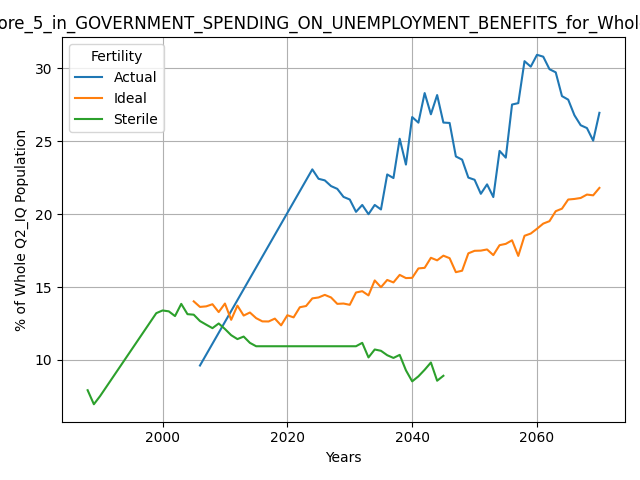 ore_5_in_GOVERNMENT_SPENDING_ON_UNEMPLOYMENT_BENEFITS_for_Whol
Fertility
Actual
Ideal
Sterile
% of Whole Q2_IQ Population
30
25
20
15
10
2000
2020
2040
2060
Years